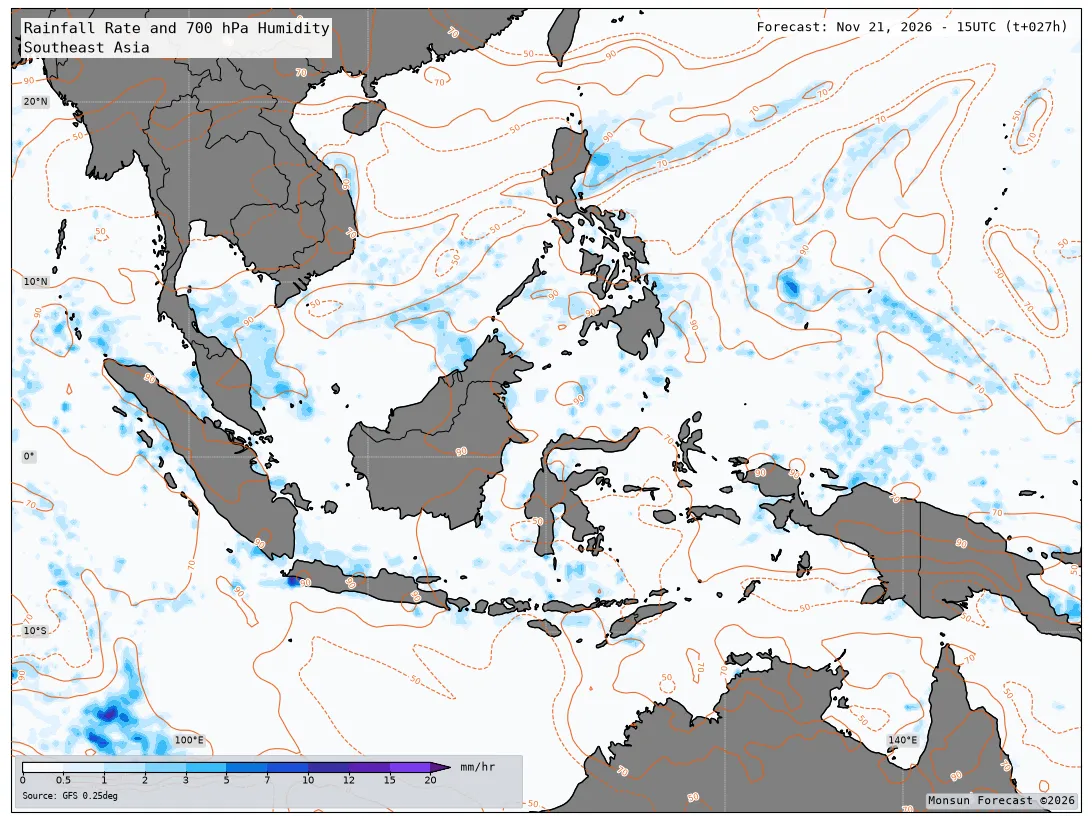 Rainfall Rate and 700 hPa Humidity
Southeast Asia
Forecast: Nov 21, 2026 - 15UTC (t+027h)
20°N
10°N
0°
10°S
100°E
140°E
0 0.5 1 2 3 5 7 10 12 15 20 mm/hr
Source: GFS 0.25deg
Monsun Forecast ©2026